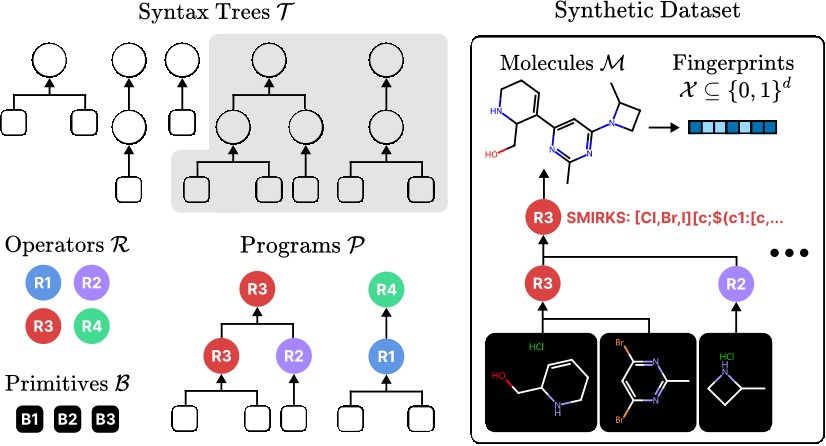 Syntax Trees 𝒯
Operators ℛ
R1 R2
R3 R4
Primitives ℬ
B1 B2 B3
Programs 𝒫
R3 R4
R3 R2 R1
Synthetic Dataset
Molecules ℳ Fingerprints
𝒳 ⊆ {0, 1}^d
HN
N
N
N
HO
R3 SMIRKS: [Cl,Br,I][c;$(c1:[c,...
R3 R2 •••
HCl
HO
N
H
Br
N
N
Br
HCl
H
N